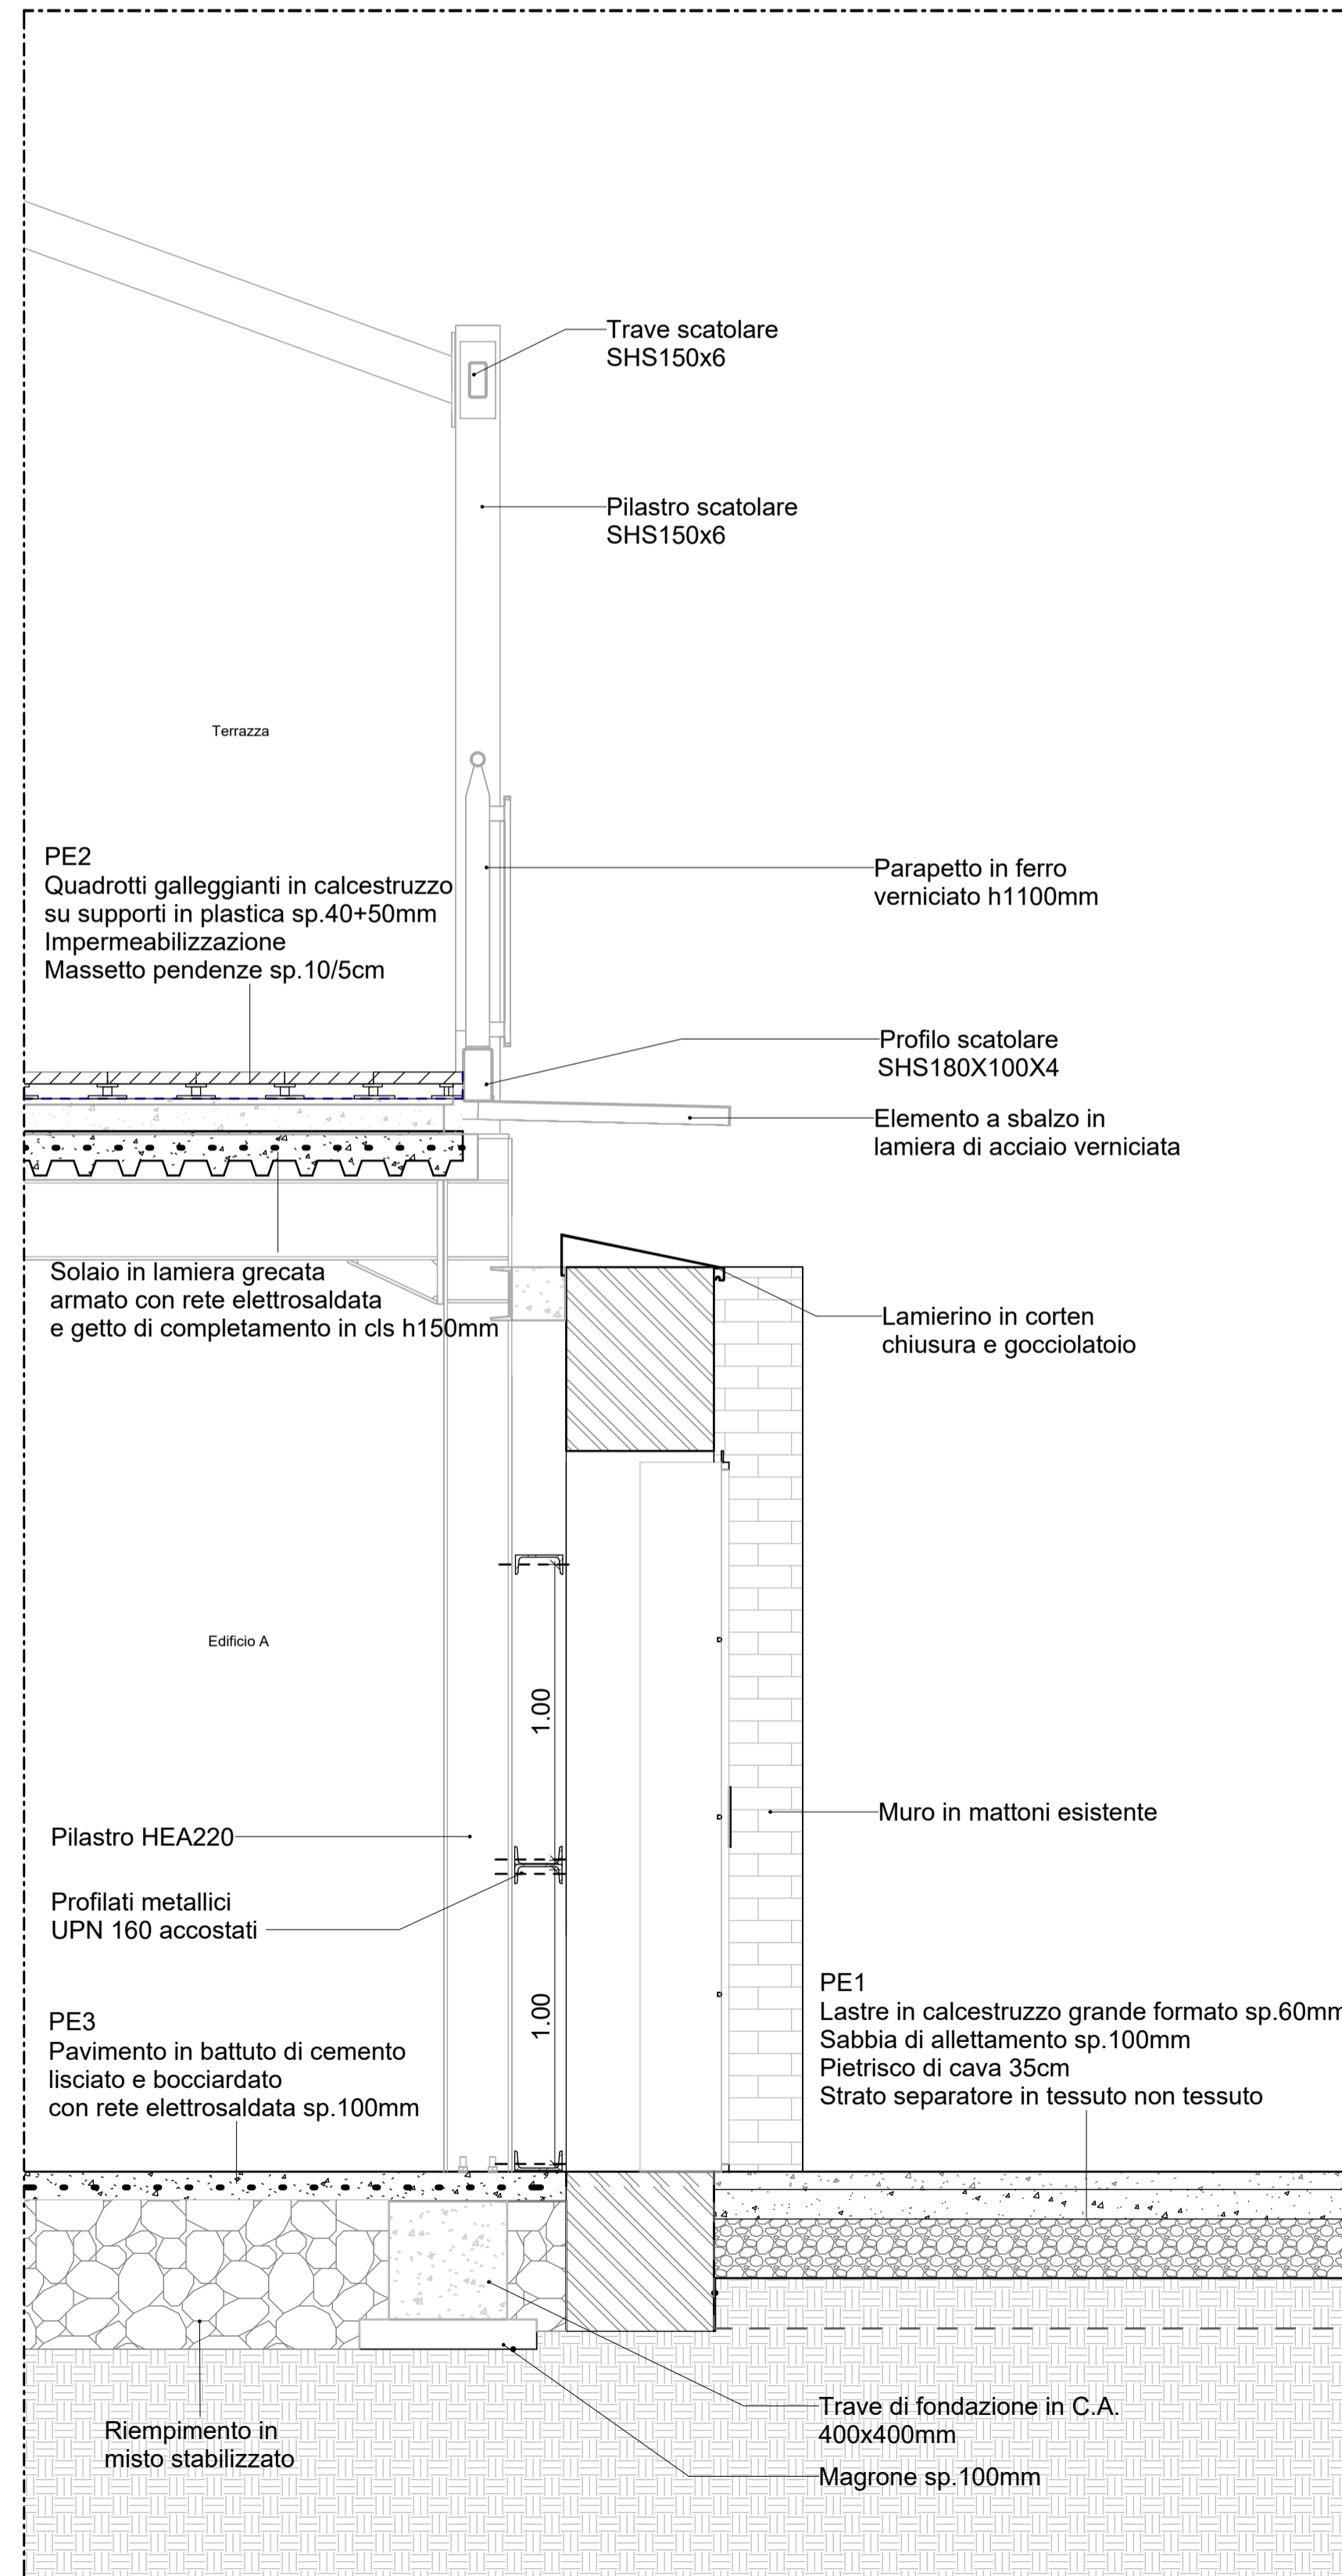 Trave scatolare
SHS150x6
Pilastro scatolare
SHS150x6
Terrazza
PE2
Quadrotti galleggianti in calcestruzzo
su supporti in plastica sp.40+50mm
Impermeabilizzazione
Massetto pendenze sp.10/5cm
Parapetto in ferro
verniciato h1100mm
Profilo scatolare
SHS180X100X4
Elemento a sbalzo in
lamiera di acciaio verniciata
Solaio in lamiera grecata
armato con rete elettrosaldata
e getto di completamento in cls h150mm
Lamierino in corten
chiusura e gocciolatoio
Edificio A
1.00
Muro in mattoni esistente
Pilastro HEA220
Profilati metallici
UPN 160 accostati
1.00
PE1
Lastre in calcestruzzo grande formato sp.60mm
Sabbia di allettamento sp.100mm
Pietrisco di cava 35cm
Strato separatore in tessuto non tessuto
PE3
Pavimento in battuto di cemento
lisciato e bocciardato
con rete elettrosaldata sp.100mm
Trave di fondazione in C.A.
400x400mm
Magrone sp.100mm
Riempimento in
misto stabilizzato